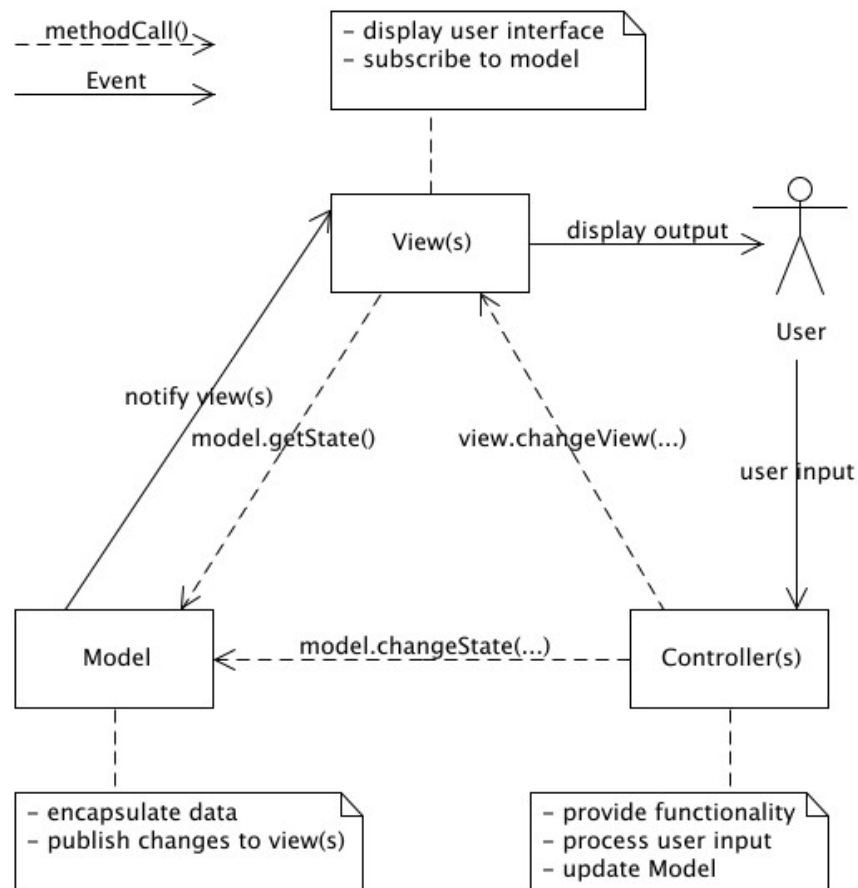 methodCall()
Event
- display user interface
- subscribe to model
View(s)
display output
User
notify view(s)
model.getState()
view.changeView(...)
user input
Model
model.changeState(...)
Controller(s)
- encapsulate data
- publish changes to view(s)
- provide functionality
- process user input
- update Model